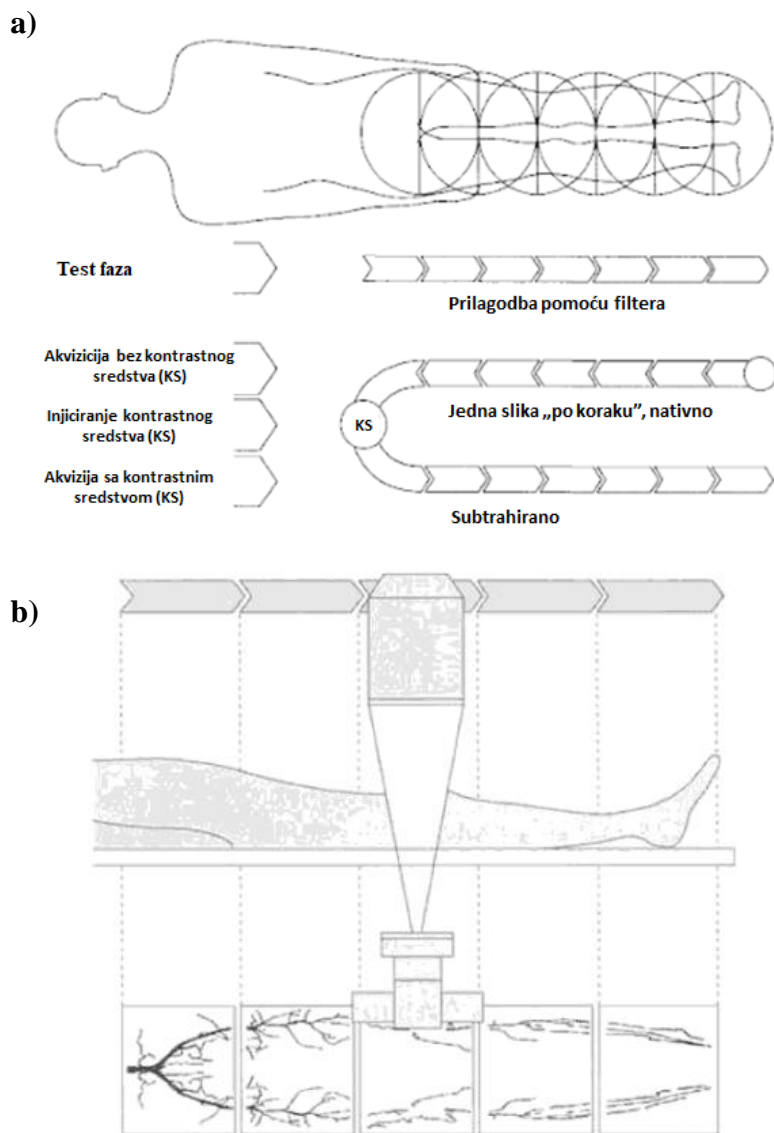 a)
Test faza
Prilagodba pomoću filtera
Akvizicija bez kontrastnog
sredstva (KS)
Jedna slika „po koraku”, nativno
Injiciranje kontrastnog
sredstva (KS)
KS
Akvizija sa kontrastnim
sredstvom (KS)
Subtrahirano
b)